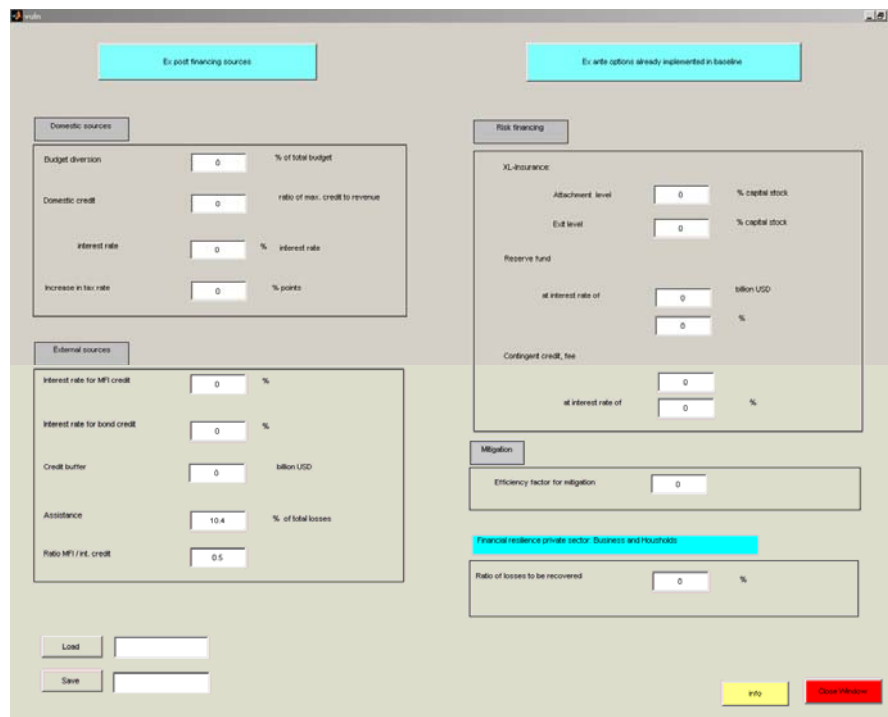 vuln
Ex post financing sources
Ex ante options already implemented in baseline
Domestic sources
Budget diversion 0 % of total budget
Domestic credit 0 ratio of max. credit to revenue
interest rate 0 % interest rate
Increase in tax rate 0 % points
External sources
Interest rate for MFI credit 0 %
Interest rate for bond credit 0 %
Credit buffer 0 billion USD
Assistance 10.4 % of total losses
Ratio MFI / int. credit 0.5
Load
Save
Risk financing
XL-insurance:
Attachment level 0 % capital stock
Exit level 0 % capital stock
Reserve fund
at interest rate of 0 billion USD
0 %
Contingent credit, fee
0
at interest rate of 0 %
Mitigation
Efficiency factor for mitigation 0
Financial resilience private sector: Business and Housholds
Ratio of losses to be recovered 0 %
info
Close Window